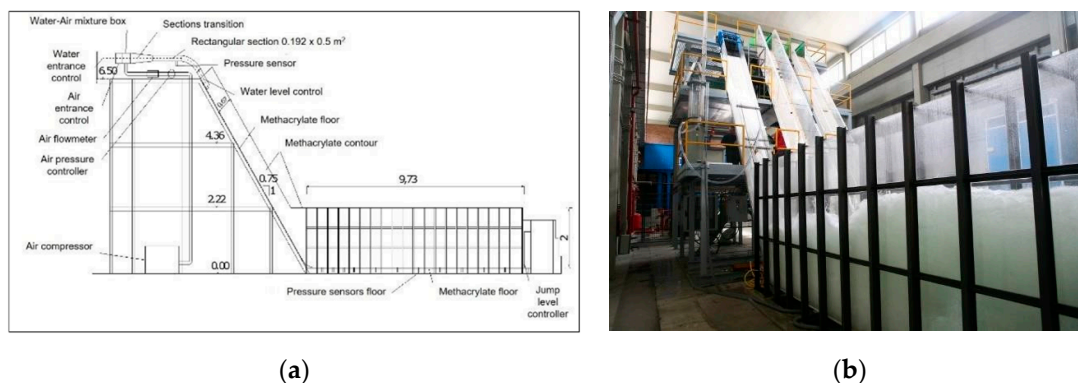 Water-Air mixture box
Sections transition
Rectangular section 0.192 x 0.5 m²
Water
entrance
control
6.50
Pressure sensor
Water level control
Air
entrance
control
Air flowmeter
Methacrylate floor
Air pressure
controller
4,36
Methacrylate contour
0.75
1
9,73
2.22
2
Air compressor
0.00
Pressure sensors floor
Methacrylate floor
Jump
level
controller
(a)
(b)